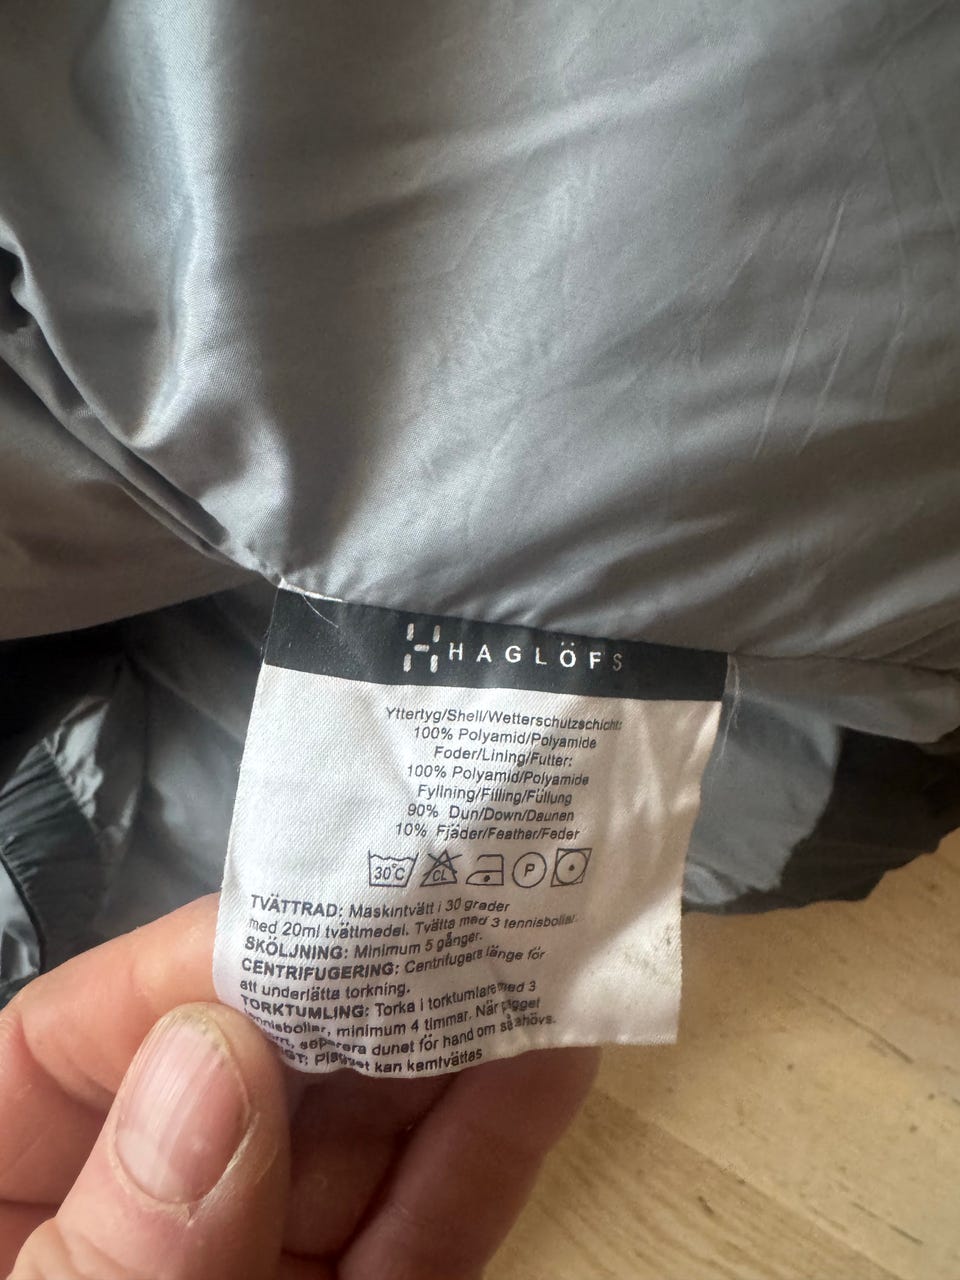 HAGLÖFS
Yttertyg/Shell/Wetterschutzschicht:
100% Polyamid/Polyamide
Foder/Lining/Futter:
100% Polyamid/Polyamide
Fyllning/Filling/Füllung
90% Dun/Down/Daunen
10% Fjäder/Feather/Feder
30°C CL P
TVÄTTRAD: Maskintvätt i 30 grader
med 20ml tvättmedel. Tvätta med 3 tennisbollar.
SKÖLJNING: Minimum 5 gånger.
CENTRIFUGERING: Centrifugera länge för
att underlätta torkning.
TORKTUMLING: Torka i torktumlare med 3
tennisbollar, minimum 4 timmar. När plagget
separera dunet för hand om så behövs.
Plagget kan kemtvättas